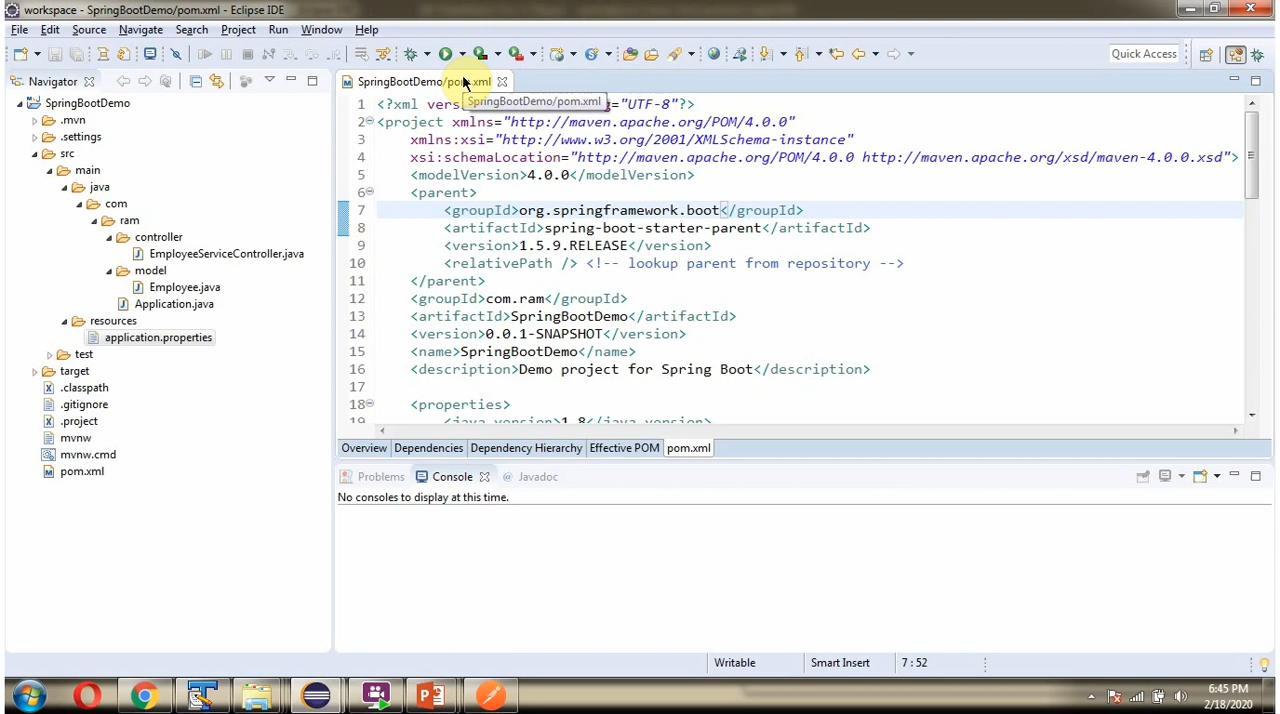 workspace - SpringBootDemo/pom.xml - Eclipse IDE
File Edit Source Navigate Search Project Run Window Help
Quick Access
Navigator
SpringBootDemo
.mvn
.settings
src
main
java
com
ram
controller
EmployeeServiceController.java
model
Employee.java
Application.java
resources
application.properties
test
target
.classpath
.gitignore
.project
mvnw
mvnw.cmd
pom.xml
SpringBootDemo/pom.xml
SpringBootDemo/pom.xml
1 <?xml vers g="UTF-8"?>
2 <project xmlns="http://maven.apache.org/POM/4.0.0"
3 xmlns:xsi="http://www.w3.org/2001/XMLSchema-instance"
4 xsi:schemaLocation="http://maven.apache.org/POM/4.0.0 http://maven.apache.org/xsd/maven-4.0.0.xsd">
5 <modelVersion>4.0.0</modelVersion>
6 <parent>
7 <groupId>org.springframework.boot</groupId>
8 <artifactId>spring-boot-starter-parent</artifactId>
9 <version>1.5.9.RELEASE</version>
10 <relativePath /> <!-- lookup parent from repository -->
11 </parent>
12 <groupId>com.ram</groupId>
13 <artifactId>SpringBootDemo</artifactId>
14 <version>0.0.1-SNAPSHOT</version>
15 <name>SpringBootDemo</name>
16 <description>Demo project for Spring Boot</description>
17
18 <properties>
19 <java.version>1.8</java.version>
Overview Dependencies Dependency Hierarchy Effective POM pom.xml
Problems Console Javadoc
No consoles to display at this time.
Writable Smart Insert 7 : 52
6:45 PM
2/18/2020